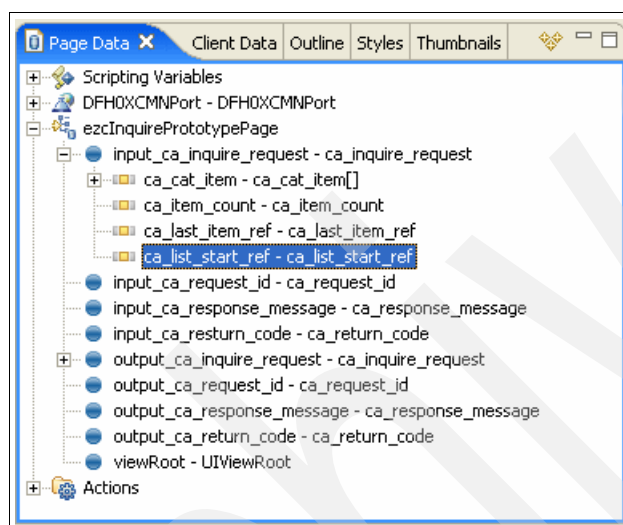 Page Data Client Data Outline Styles Thumbnails
Scripting Variables
DFH0XCMNPort - DFH0XCMNPort
ezcInquirePrototypePage
input_ca_inquire_request - ca_inquire_request
ca_cat_item - ca_cat_item[]
ca_item_count - ca_item_count
ca_last_item_ref - ca_last_item_ref
ca_list_start_ref - ca_list_start_ref
input_ca_request_id - ca_request_id
input_ca_response_message - ca_response_message
input_ca_resturn_code - ca_return_code
output_ca_inquire_request - ca_inquire_request
output_ca_request_id - ca_request_id
output_ca_response_message - ca_response_message
output_ca_return_code - ca_return_code
viewRoot - UIViewRoot
Actions